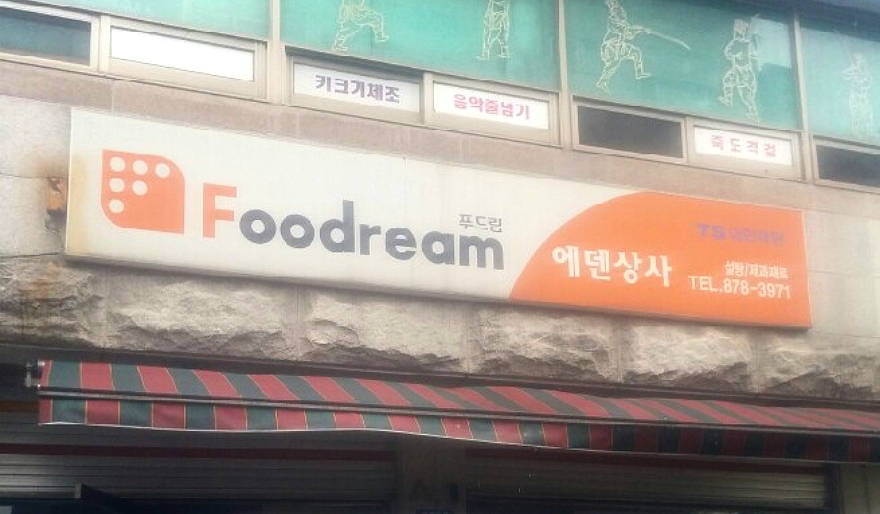 키크기체조
음악줄넘기
죽도격검
푸드림
Foodream
에덴상사
TS
설탕/제과재료
TEL.878-3971